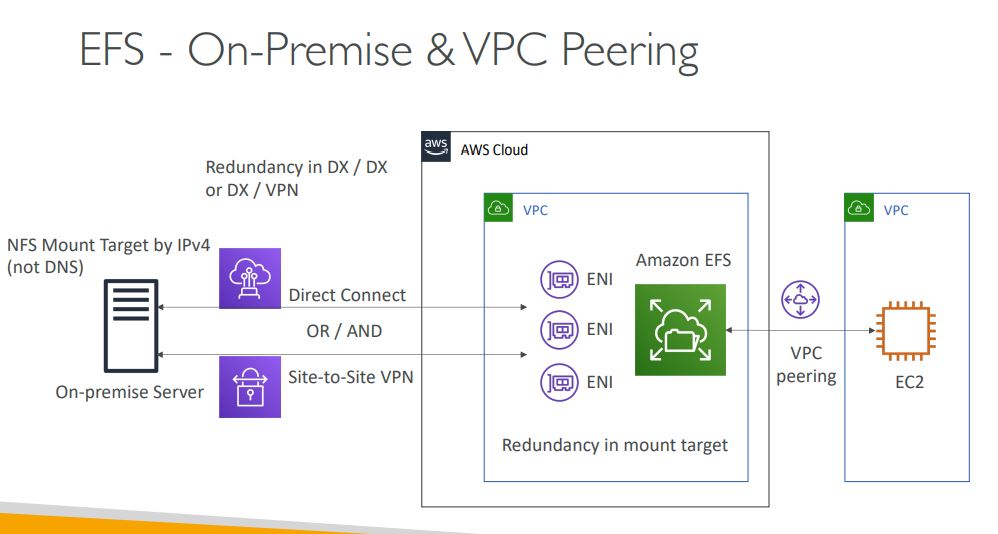 EFS - On-Premise & VPC Peering
aws
AWS Cloud
Redundancy in DX / DX
or DX / VPN
VPC
VPC
NFS Mount Target by IPv4
(not DNS)
Amazon EFS
ENI
Direct Connect
OR / AND
ENI
VPC
peering
Site-to-Site VPN
ENI
EC2
On-premise Server
Redundancy in mount target